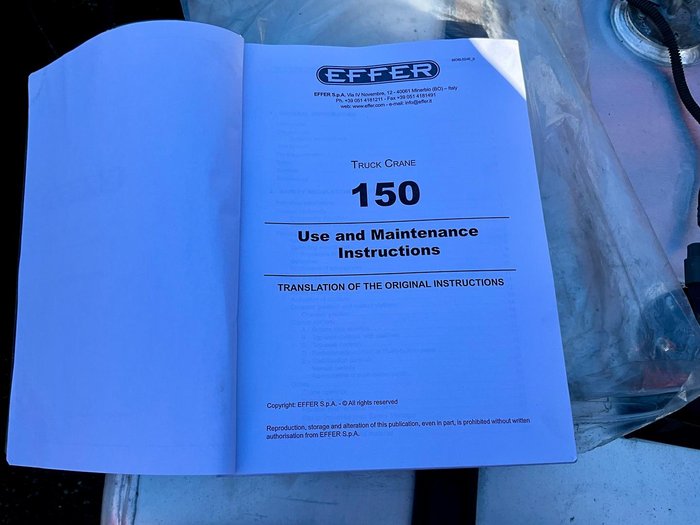 EFFER
EFFER S.p.A. Via IV Novembre, 12 - 40061 Minerbio (BO) – Italy
Ph. +39 051 4181211 - Fax +39 051 4181491
web: www.effer.com - e-mail: info@effer.it
TRUCK CRANE
150
Use and Maintenance
Instructions
TRANSLATION OF THE ORIGINAL INSTRUCTIONS
Copyright: EFFER S.p.A. - © All rights reserved
Reproduction, storage and alteration of this publication, even in part, is prohibited without written
authorisation from EFFER S.p.A.